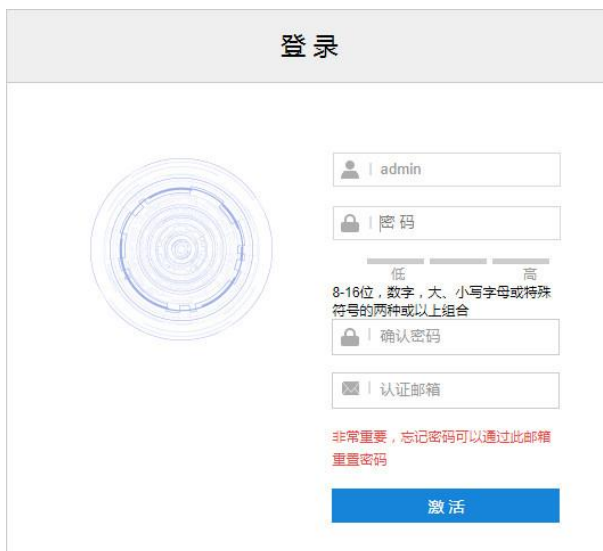 登 录
admin
密 码
低 高
8-16位，数字，大、小写字母或特殊
符号的两种或以上组合
确认密码
认证邮箱
非常重要，忘记密码可以通过此邮箱
重置密码
激 活